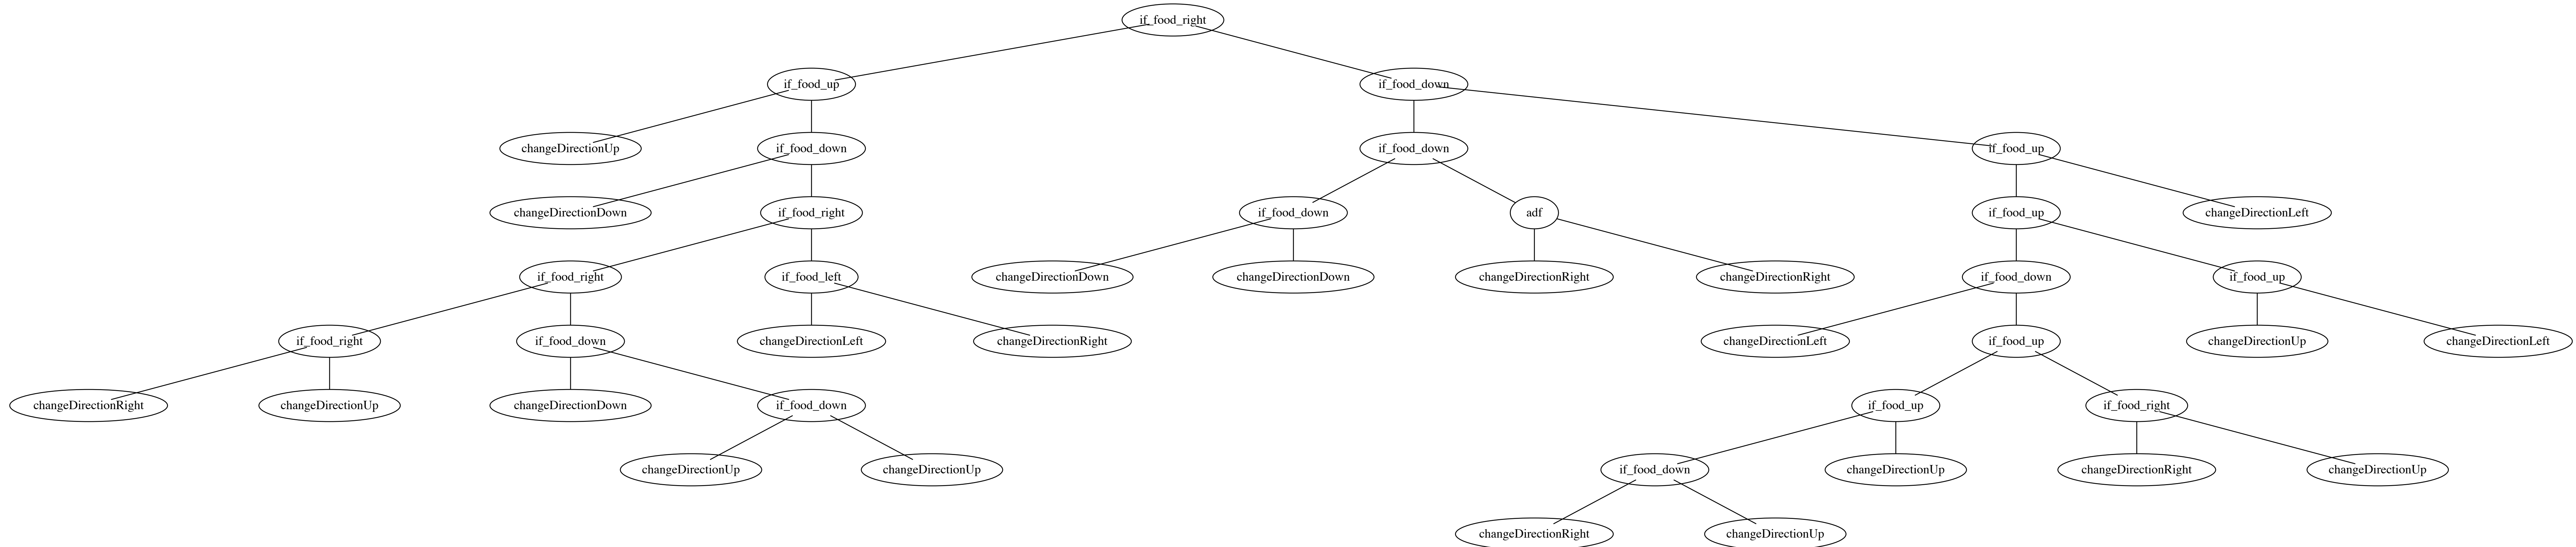 if_food_right
if_food_up
if_food_down
changeDirectionUp
if_food_down
if_food_down
if_food_up
changeDirectionDown
if_food_right
if_food_down
adf
if_food_up
changeDirectionLeft
if_food_right
if_food_left
changeDirectionDown
changeDirectionDown
changeDirectionRight
changeDirectionRight
if_food_down
if_food_up
if_food_right
if_food_down
changeDirectionLeft
changeDirectionRight
changeDirectionLeft
if_food_up
changeDirectionUp
changeDirectionLeft
changeDirectionRight
changeDirectionUp
changeDirectionDown
if_food_down
if_food_up
if_food_right
changeDirectionUp
changeDirectionUp
if_food_down
changeDirectionUp
changeDirectionRight
changeDirectionUp
changeDirectionRight
changeDirectionUp